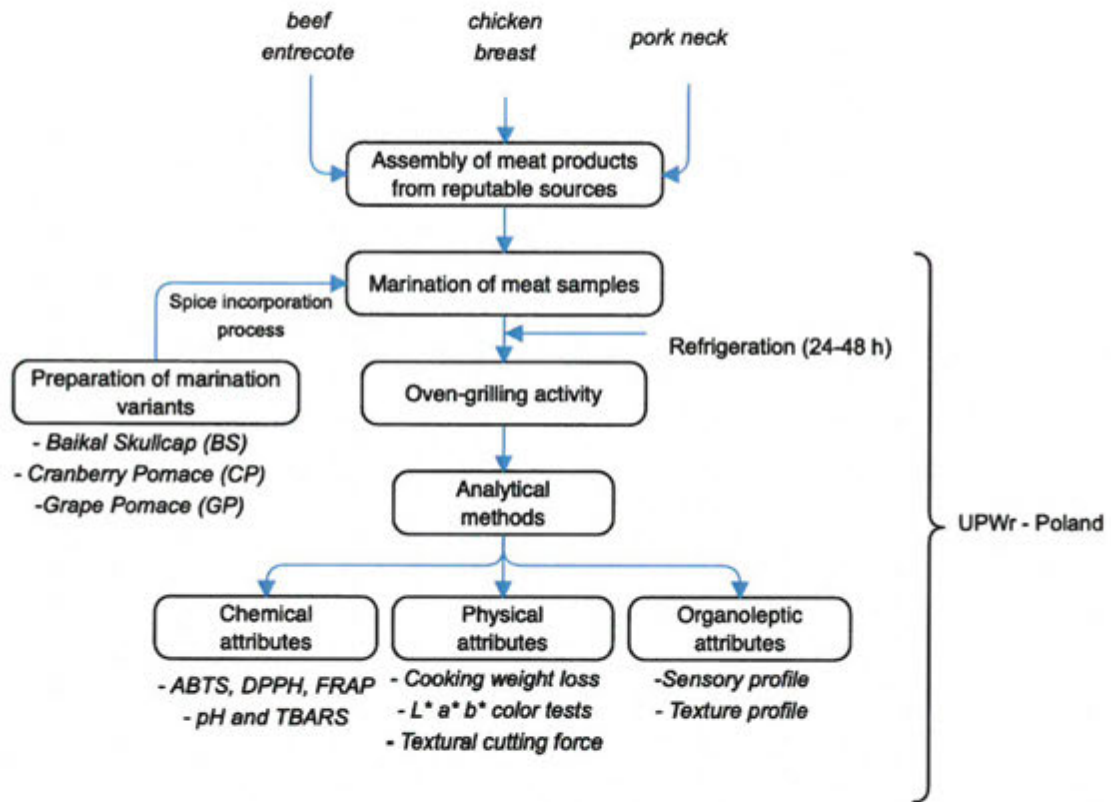 beef
entrecote
chicken
breast
pork neck
Assembly of meat products
from reputable sources
Marination of meat samples
Spice incorporation
process
Refrigeration (24-48 h)
Preparation of marination
variants
Oven-grilling activity
- Baikal Skullcap (BS)
- Cranberry Pomace (CP)
-Grape Pomace (GP)
Analytical
methods
UPWr - Poland
Chemical
attributes
Physical
attributes
Organoleptic
attributes
- ABTS, DPPH, FRAP
- pH and TBARS
- Cooking weight loss
- L* a* b* color tests
- Textural cutting force
-Sensory profile
- Texture profile